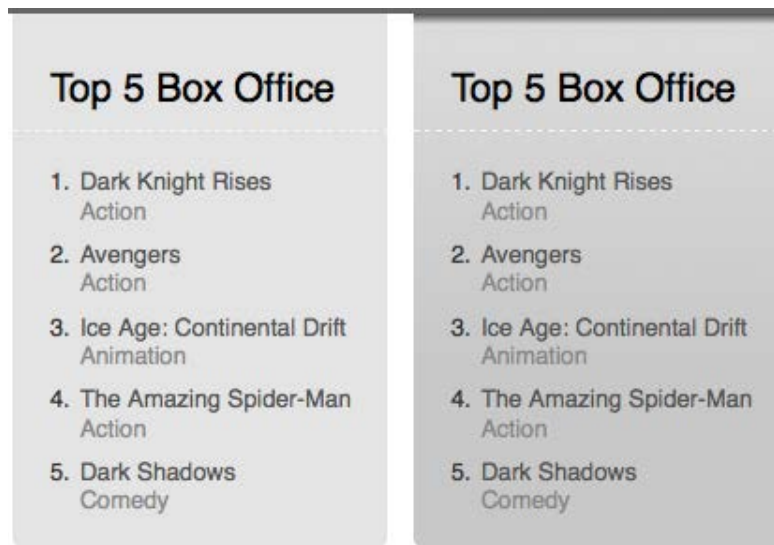 Top 5 Box Office
1. Dark Knight Rises
Action
2. Avengers
Action
3. Ice Age: Continental Drift
Animation
4. The Amazing Spider-Man
Action
5. Dark Shadows
Comedy
Top 5 Box Office
1. Dark Knight Rises
Action
2. Avengers
Action
3. Ice Age: Continental Drift
Animation
4. The Amazing Spider-Man
Action
5. Dark Shadows
Comedy